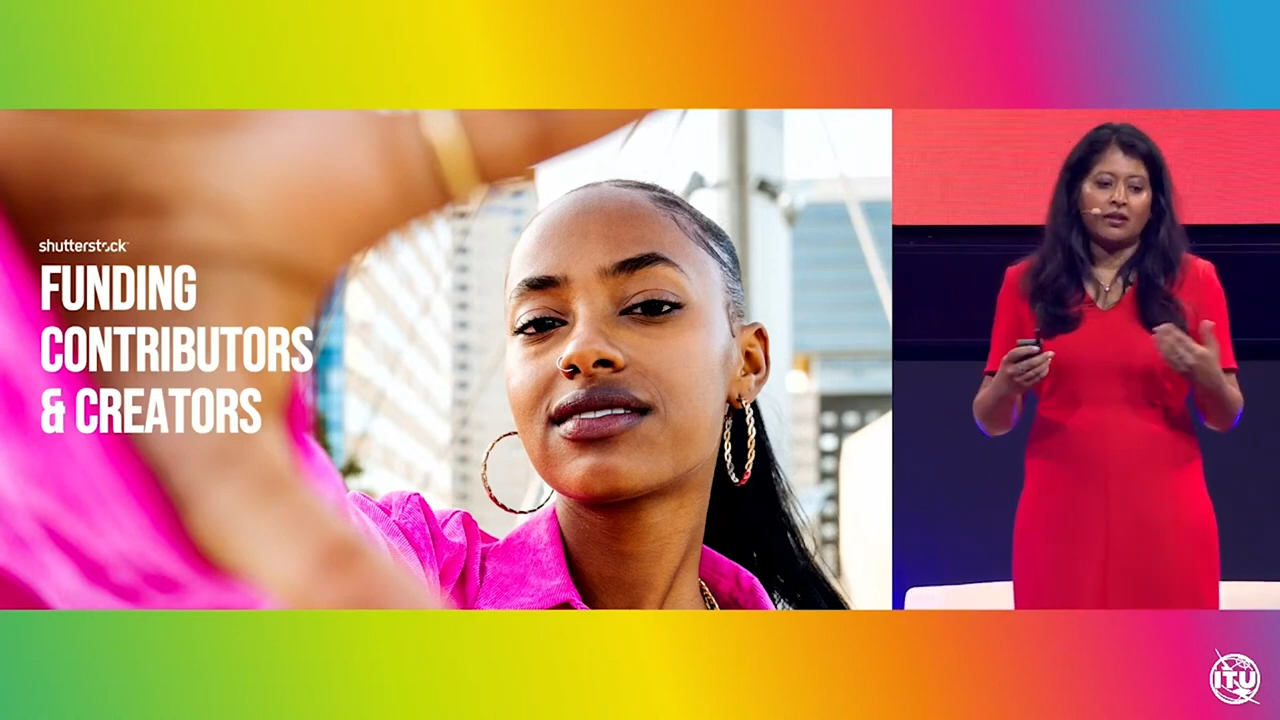 shutterstock
FUNDING
CONTRIBUTORS
& CREATORS
ITU